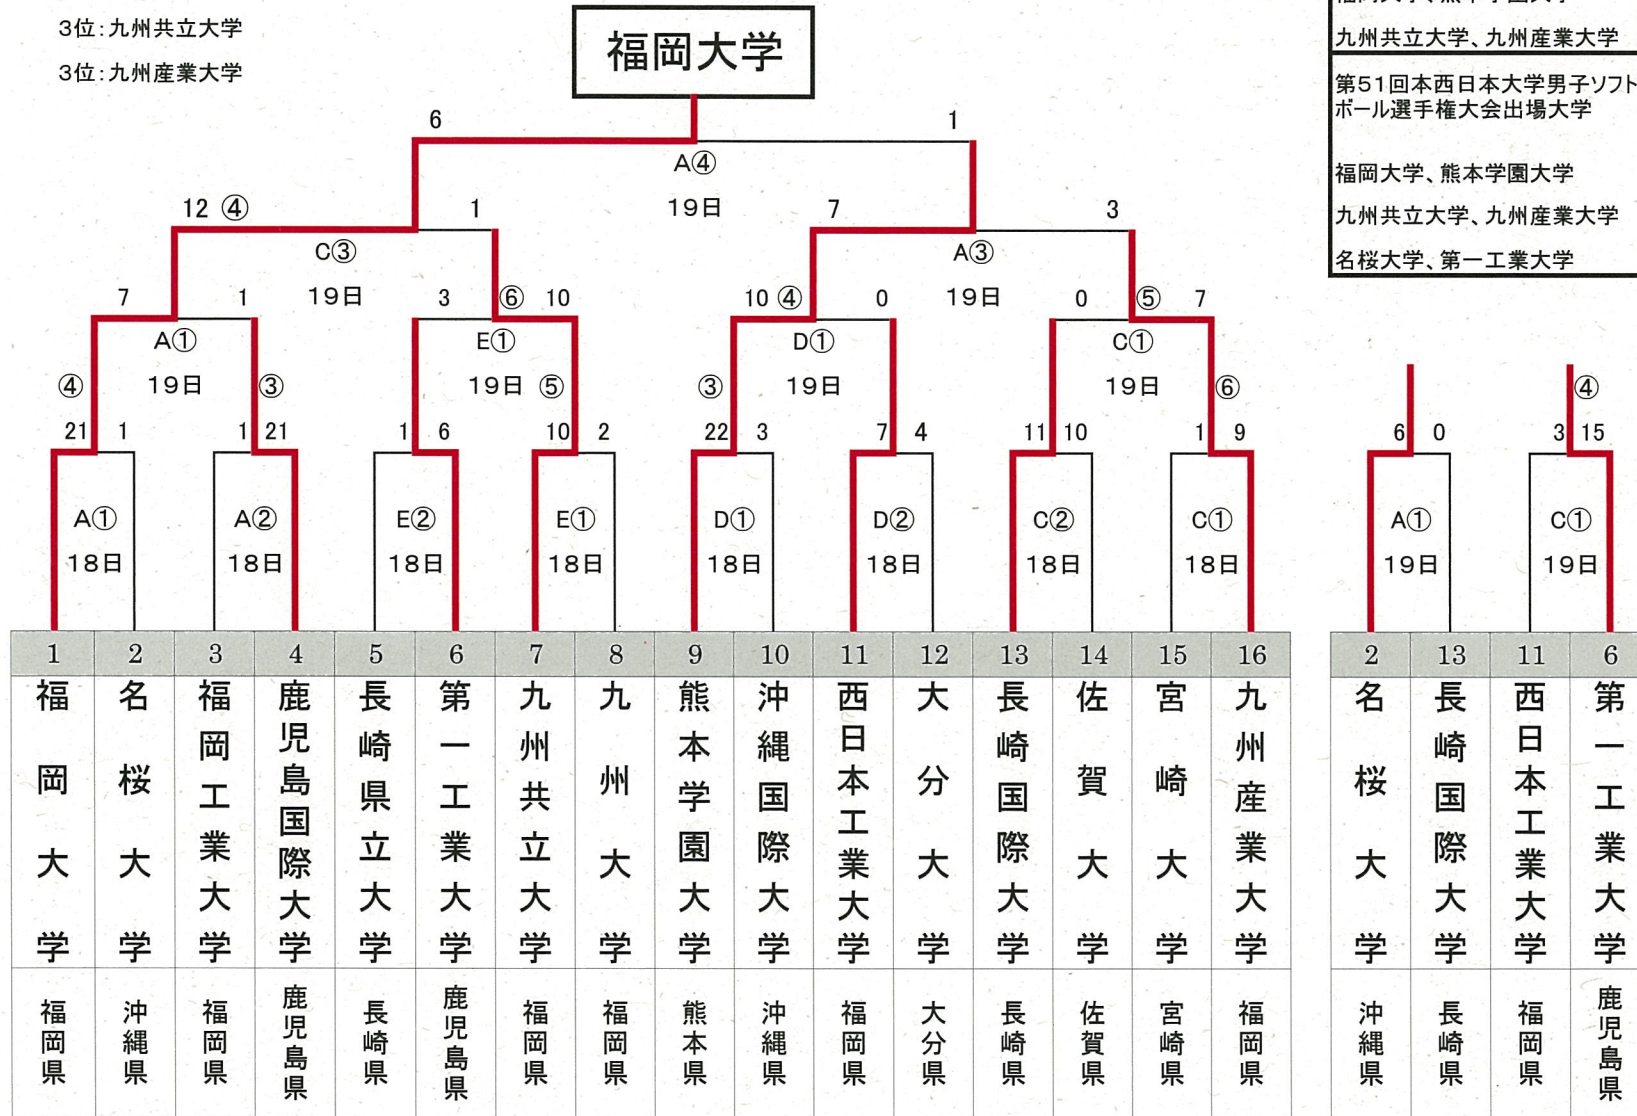 3位：九州共立大学
3位：九州産業大学
福岡大学
九州共立大学、九州産業大学
第51回本西日本大学男子ソフト
ボール選手権大会出場大学
福岡大学、熊本学園大学
九州共立大学、九州産業大学
名桜大学、第一工業大学
6 1
A④
19日
12 ④ 1 7 3
C③ A③
19日 19日
7 1 3 ⑥ 10 10 ④ 0 0 ⑤ 7
A① E① D① C①
④ 19日 ③ 19日 ⑤ ③ 19日 19日 ⑥ ④
21 1 1 21 1 6 10 2 22 3 7 4 11 10 1 9 6 0 3 15
A① A② E② E① D① D② C② C① A① C①
18日 18日 18日 18日 18日 18日 18日 18日 19日 19日
1 2 3 4 5 6 7 8 9 10 11 12 13 14 15 16 2 13 11 6
福岡大学
名桜大学
福岡工業大学
鹿児島国際大学
長崎県立大学
第一工業大学
九州共立大学
九州大学
熊本学園大学
沖縄国際大学
西日本工業大学
大分大学
長崎国際大学
佐賀大学
宮崎大学
九州産業大学
名桜大学
長崎国際大学
西日本工業大学
第一工業大学
福岡県
沖縄県
福岡県
鹿児島県
長崎県
鹿児島県
福岡県
福岡県
熊本県
沖縄県
福岡県
大分県
長崎県
佐賀県
宮崎県
福岡県
沖縄県
長崎県
福岡県
鹿児島県